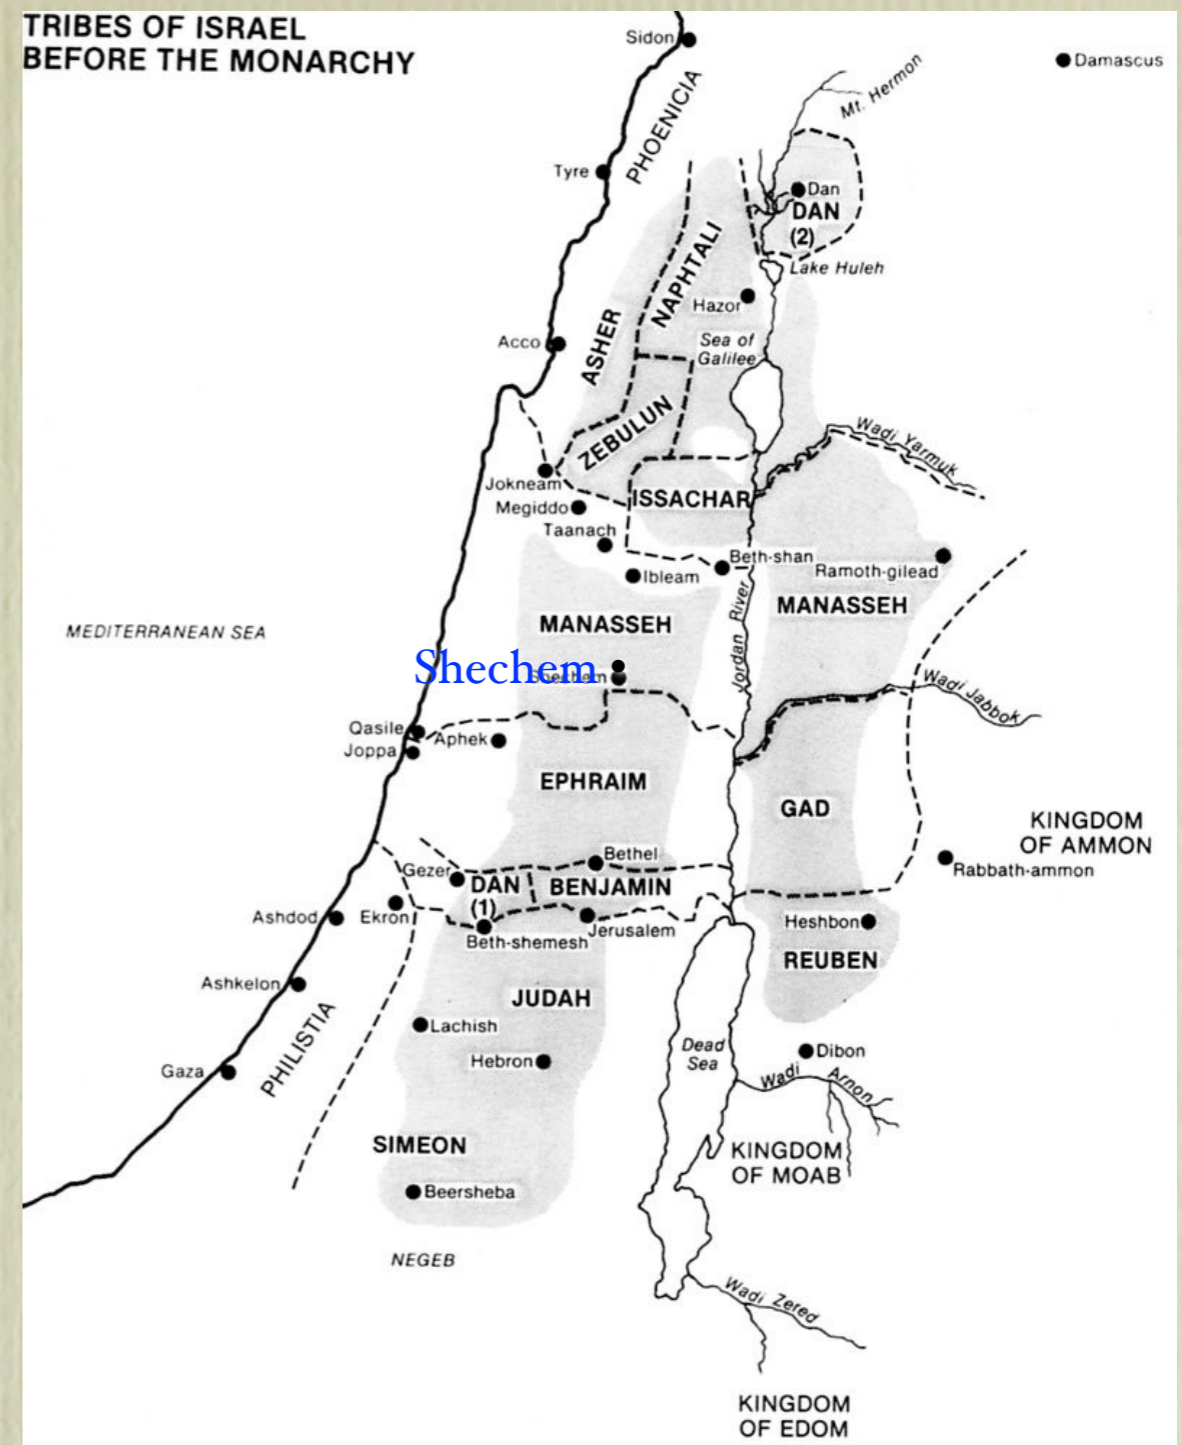 TRIBES OF ISRAEL
BEFORE THE MONARCHY
Sidon
Damascus
PHOENICIA
Mt. Hermon
Tyre
Dan
DAN
(2)
Lake Huleh
NAPHTALI
Hazor
ASHER
Sea of
Galilee
Acco
ZEBULUN
Wadi Yarmuk
Jokneam
ISSACHAR
Megiddo
Taanach
Beth-shan
Ramoth-gilead
Ibleam
MANASSEH
MANASSEH
Jordan River
MEDITERRANEAN SEA
Shechem
Shechem
Wadi Jabbok
Qasile
Joppa
Aphek
EPHRAIM
GAD
KINGDOM
OF AMMON
Bethel
Rabbath-ammon
Gezer
DAN
(1)
BENJAMIN
Ashdod
Ekron
Heshbon
Jerusalem
Beth-shemesh
REUBEN
Ashkelon
JUDAH
PHILISTIA
Lachish
Hebron
Dead
Sea
Dibon
Gaza
Wadi Arnon
SIMEON
KINGDOM
OF MOAB
Beersheba
NEGEB
Wadi Zered
KINGDOM
OF EDOM